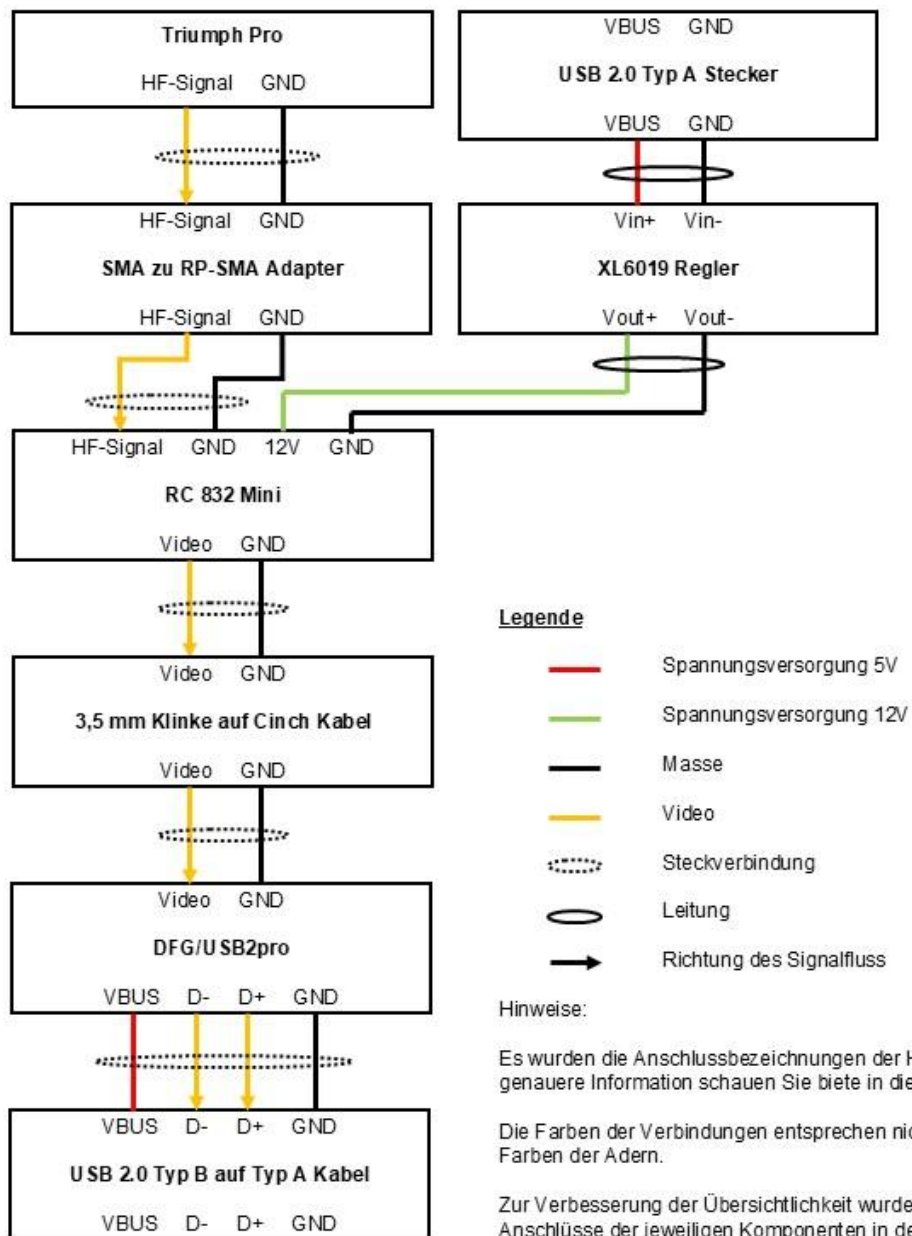 Triumph Pro
HF-Signal GND
VBUS GND
USB 2.0 Typ A Stecker
VBUS GND
HF-Signal GND
SMA zu RP-SMA Adapter
HF-Signal GND
Vin+ Vin-
XL6019 Regler
Vout+ Vout-
HF-Signal GND 12V GND
RC 832 Mini
Video GND
Video GND
3,5 mm Klinke auf Cinch Kabel
Video GND
Video GND
DFG/USB2pro
VBUS D- D+ GND
VBUS D- D+ GND
USB 2.0 Typ B auf Typ A Kabel
VBUS D- D+ GND
Legende
Spannungsversorgung 5V
Spannungsversorgung 12V
Masse
Video
Steckverbindung
Leitung
Richtung des Signalfluss
Hinweise:
Es wurden die Anschlussbezeichnungen der
genauere Information schauen Sie biete in
Die Farben der Verbindungen entsprechen
Farben der Adern.
Zur Verbesserung der Übersichtlichkeit
Anschlüsse der jeweiligen Komponenten in